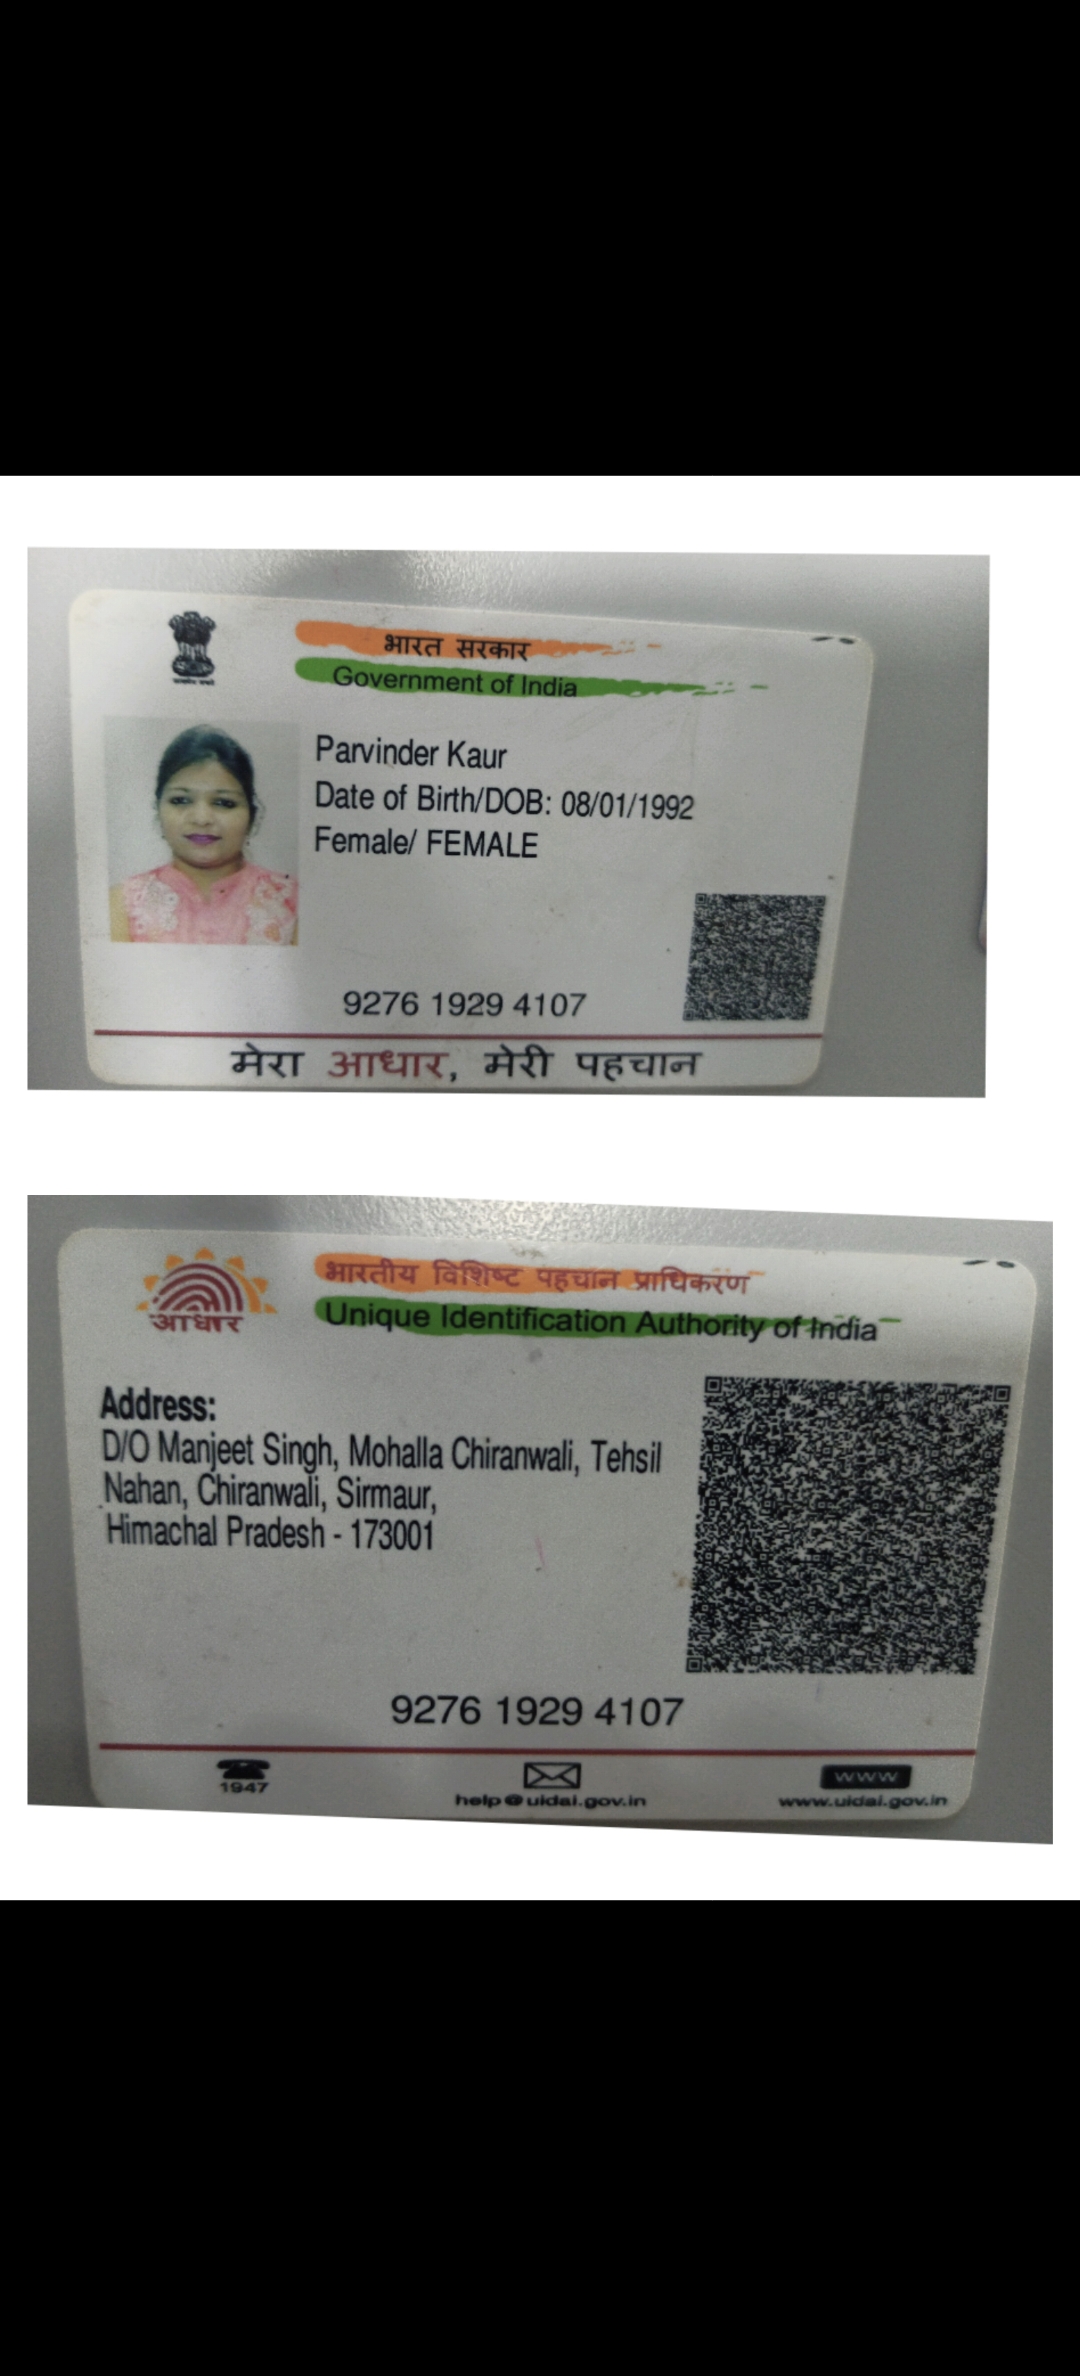 भारत सरकार
Government of India
Parvinder Kaur
Date of Birth/DOB: 08/01/1992
Female/ FEMALE
9276 1929 4107
मेरा आधार, मेरी पहचान
भारतीय विशिष्ट पहचान प्राधिकरण
Unique Identification Authority of India
आधार
Address:
D/O Manjeet Singh, Mohalla Chiranwali, Tehsil
Nahan, Chiranwali, Sirmaur,
Himachal Pradesh - 173001
9276 1929 4107
1947
help@uidai.gov.in
www
www.uidai.gov.in